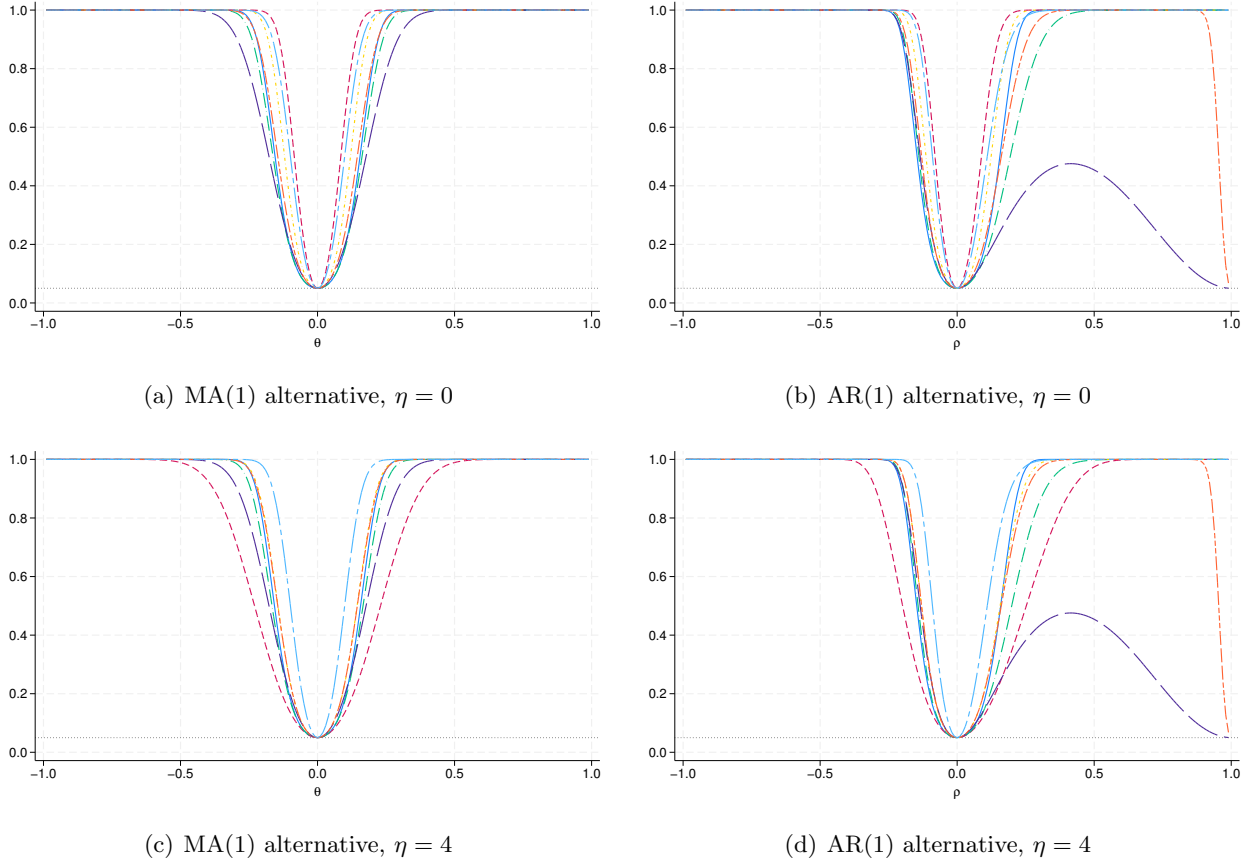 1.0
0.8
0.6
0.4
0.2
0.0
−1.0 −0.5 0.0 0.5 1.0
θ
(a) MA(1) alternative, η = 0
1.0
0.8
0.6
0.4
0.2
0.0
−1.0 −0.5 0.0 0.5 1.0
ρ
(b) AR(1) alternative, η = 0
1.0
0.8
0.6
0.4
0.2
0.0
−1.0 −0.5 0.0 0.5 1.0
θ
(c) MA(1) alternative, η = 4
1.0
0.8
0.6
0.4
0.2
0.0
−1.0 −0.5 0.0 0.5 1.0
ρ
(d) AR(1) alternative, η = 4